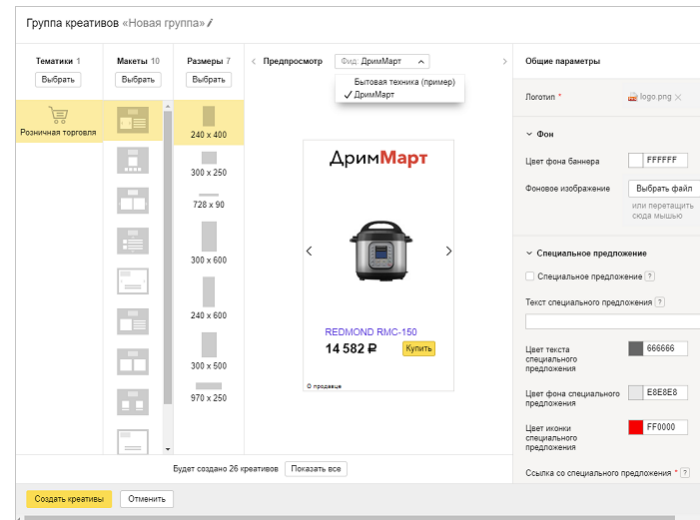 Группа креативов «Новая группа»
Тематики 1
Выбрать
Розничная торговля
Макеты 10
Выбрать
Размеры 7
Выбрать
240 x 400
300 x 250
728 x 90
300 x 600
240 x 600
300 x 500
970 x 250
Предпросмотр
Фид: ДримМарт
Бытовая техника (пример)
ДримМарт
ДримМарт
REDMOND RMC-150
14 582 ₽
Купить
© продавца
Будет создано 26 креативов
Показать все
Общие параметры
Логотип *
logo.png
Фон
Цвет фона баннера
FFFFFF
Фоновое изображение
Выбрать файл
или перетащить
сюда мышью
Специальное предложение
Специальное предложение ?
Текст специального предложения ?
Цвет текста
специального
предложения
666666
Цвет фона специального
предложения
E8E8E8
Цвет иконки
специального
предложения
FF0000
Ссылка со специального предложения * ?
Создать креативы
Отменить